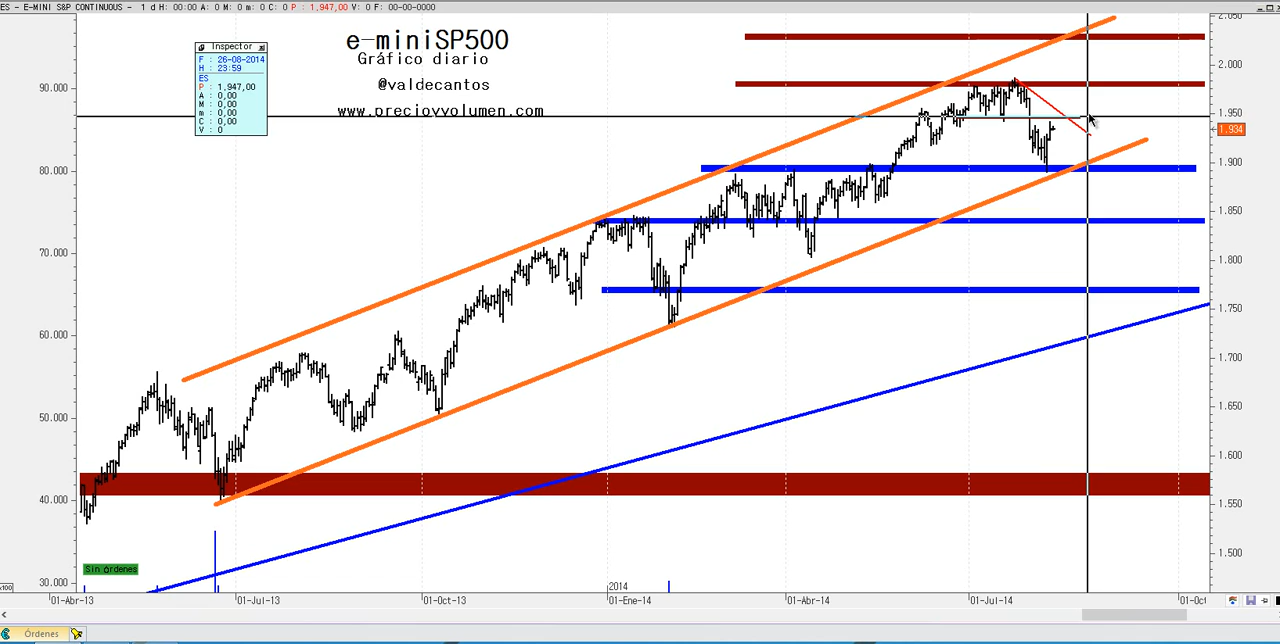 ES - E-MINI S&P CONTINUOUS - 1 d H: 00:00 A: 0 M: 0 m: 0 C: 0 P : 1,947,00 V: 0 F: 00-00-0000
Inspector
F : 26-08-2014
H : 23:59
ES
P : 1,947,00
A : 0,00
M : 0,00
m : 0,00
C : 0,00
V : 0
e-miniSP500
Gráfico diario
@valdecantos
www.preciovvolumen.com
90.000
80.000
70.000
60.000
50.000
40.000
30.000
2.050
2.000
1.950
1.934
1.900
1.850
1.800
1.750
1.700
1.650
1.600
1.550
1.500
Sin órdenes
x100
2014
01-Abr-13
01-Jul-13
01-Oct-13
01-Ene-14
01-Abr-14
01-Jul-14
01-Oct
Órdenes